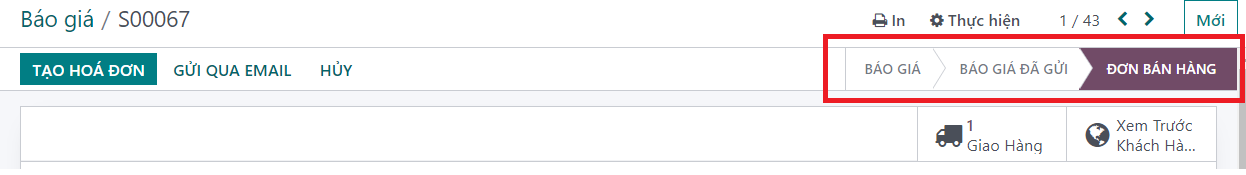 Báo giá / S00067
In Thực hiện 1 / 43 Mới
TẠO HOÁ ĐƠN GỬI QUA EMAIL HỦY BÁO GIÁ BÁO GIÁ ĐÃ GỬI ĐƠN BÁN HÀNG
1
Giao Hàng
Xem Trước
Khách Hà...